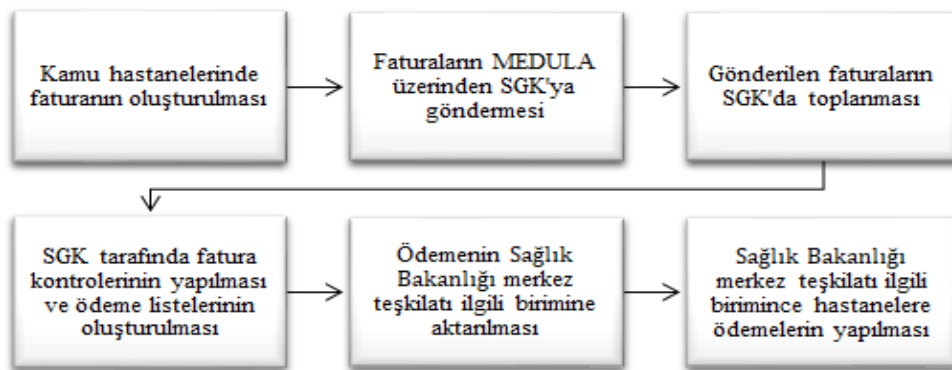 Kamu hastanelerinde
faturanın oluşturulması
Faturaların MEDULA
üzerinden SGK'ya
göndermesi
Gönderilen faturaların
SGK'da toplanması
SGK tarafında fatura
kontrolerinin yapılması
ve ödeme listelerinin
oluşturulması
Ödemenin Sağlık
Bakanlığı merkez
teşkilatı ilgili birimine
aktarılması
Sağlık Bakanlığı
merkez teşkilatı ilgili
birimince hastanelere
ödemelerin yapılması